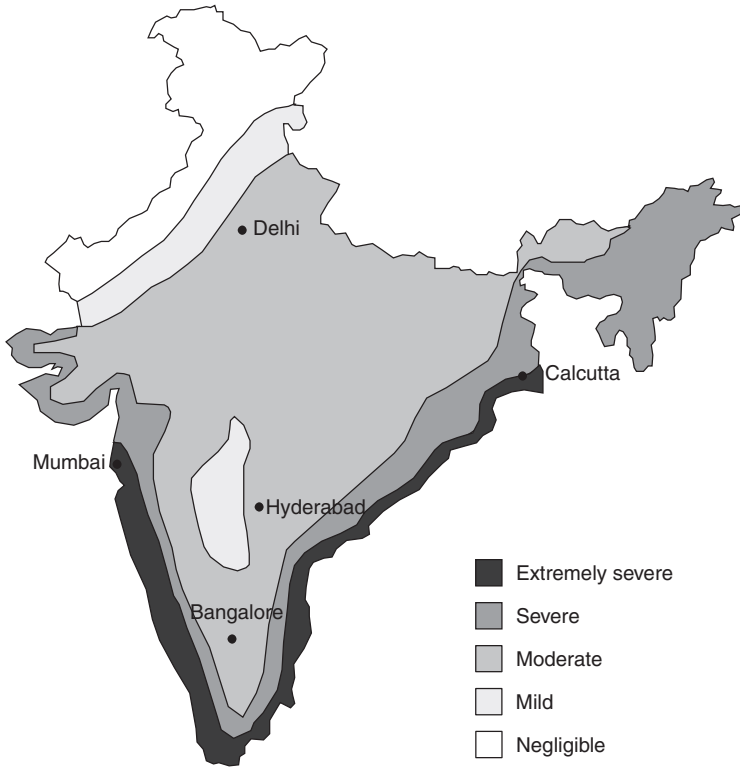 Delhi
Calcutta
Mumbai
Hyderabad
Bangalore
Extremely severe
Severe
Moderate
Mild
Negligible